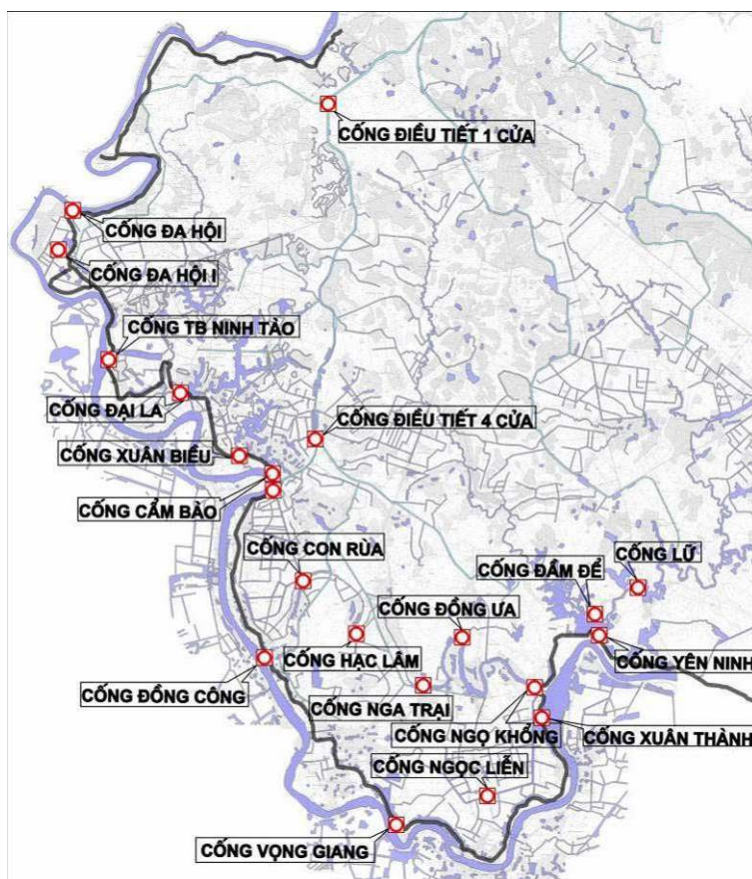 CỐNG ĐIỀU TIẾT 1 CỬA
CỐNG ĐA HỘI
CỐNG ĐA HỘI I
CỐNG TB NINH TÀO
CỐNG ĐẠI LA
CỐNG ĐIỀU TIẾT 4 CỬA
CỐNG XUÂN BIỀU
CỐNG CẨM BÀO
CỐNG CON RÙA
CỐNG LỮ
CỐNG ĐẦM ĐỂ
CỐNG ĐỒNG ƯA
CỐNG HẠC LÂM
CỐNG YÊN NINH
CỐNG ĐỒNG CÔNG
CỐNG NGA TRẠI
CỐNG NGỌ KHỔNG
CỐNG XUÂN THÀNH
CỐNG NGỌC LIỄN
CỐNG VỌNG GIANG